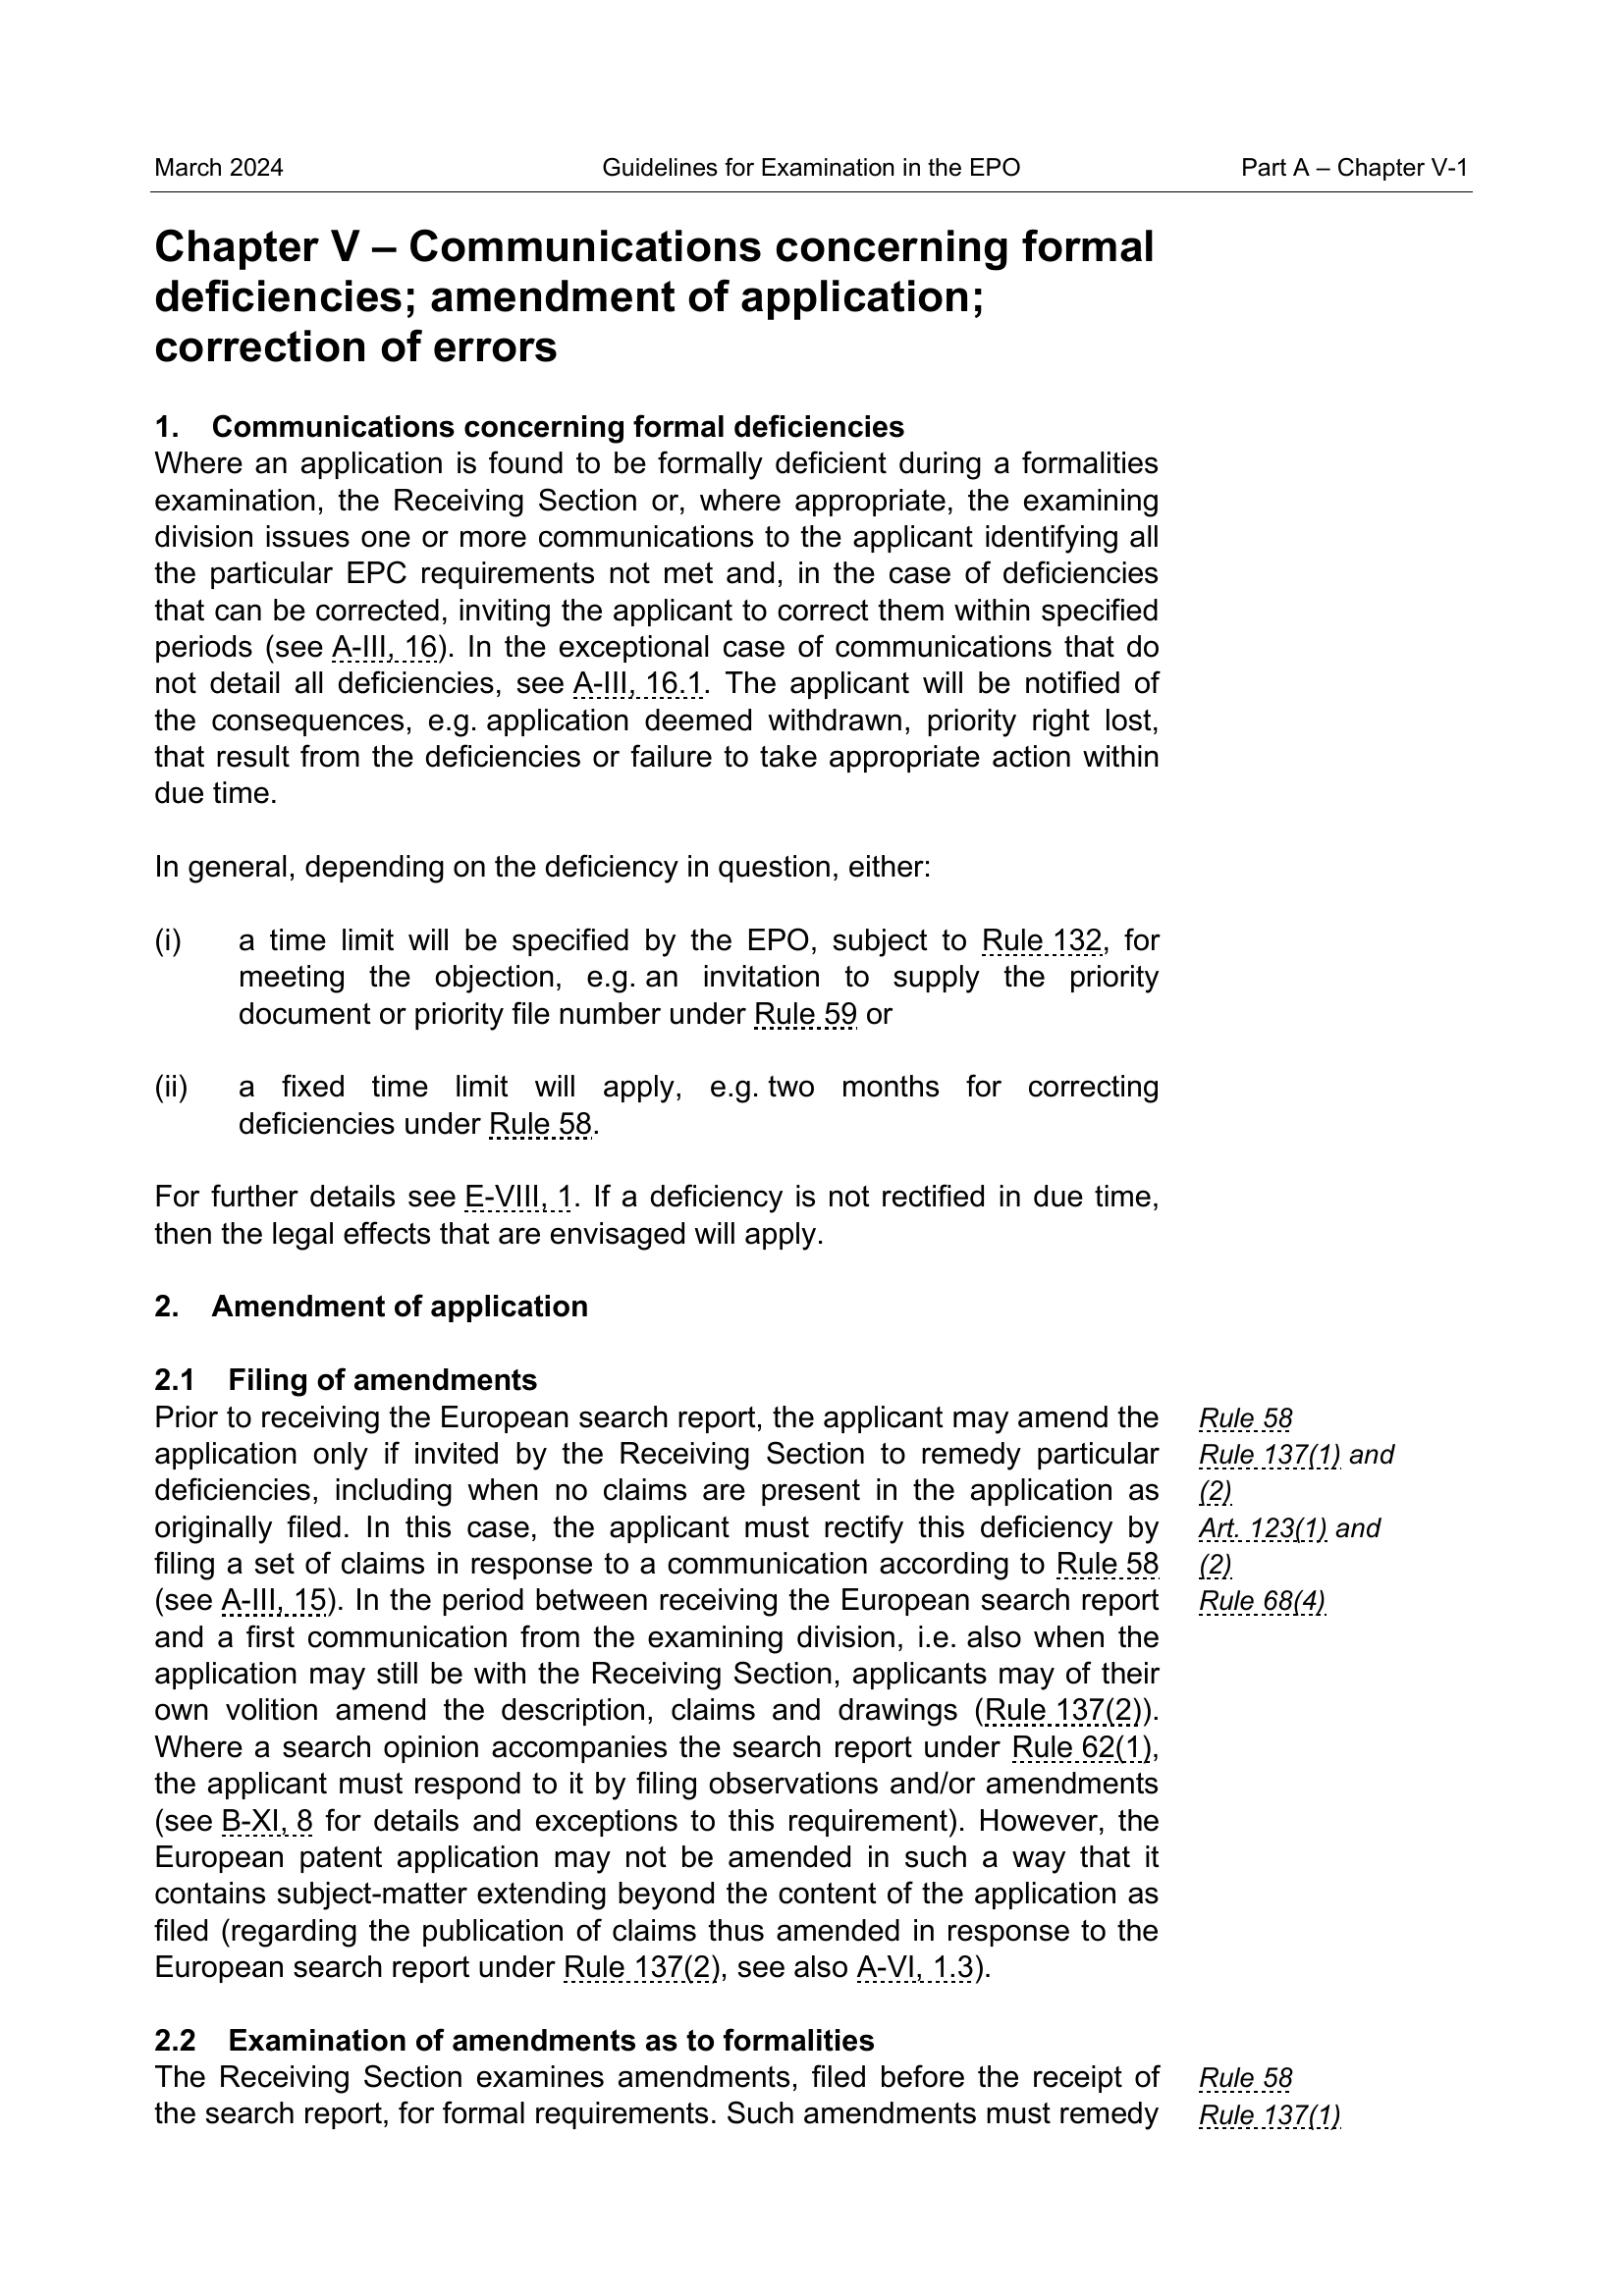 March 2024 Guidelines for Examination in the EPO Part A – Chapter V-1
Chapter V – Communications concerning formal
deficiencies; amendment of application;
correction of errors
1. Communications concerning formal deficiencies
Where an application is found to be formally deficient during a formalities
examination, the Receiving Section or, where appropriate, the examining
division issues one or more communications to the applicant identifying all
the particular EPC requirements not met and, in the case of deficiencies
that can be corrected, inviting the applicant to correct them within specified
periods (see A-III, 16). In the exceptional case of communications that do
not detail all deficiencies, see A-III, 16.1. The applicant will be notified of
the consequences, e.g. application deemed withdrawn, priority right lost,
that result from the deficiencies or failure to take appropriate action within
due time.
In general, depending on the deficiency in question, either:
(i) a time limit will be specified by the EPO, subject to Rule 132, for
meeting the objection, e.g. an invitation to supply the priority
document or priority file number under Rule 59 or
(ii) a fixed time limit will apply, e.g. two months for correcting
deficiencies under Rule 58.
For further details see E-VIII, 1. If a deficiency is not rectified in due time,
then the legal effects that are envisaged will apply.
2. Amendment of application
2.1 Filing of amendments
Prior to receiving the European search report, the applicant may amend the
application only if invited by the Receiving Section to remedy particular
deficiencies, including when no claims are present in the application as
originally filed. In this case, the applicant must rectify this deficiency by
filing a set of claims in response to a communication according to Rule 58
(see A-III, 15). In the period between receiving the European search report
and a first communication from the examining division, i.e. also when the
application may still be with the Receiving Section, applicants may of their
own volition amend the description, claims and drawings (Rule 137(2)).
Where a search opinion accompanies the search report under Rule 62(1),
the applicant must respond to it by filing observations and/or amendments
(see B-XI, 8 for details and exceptions to this requirement). However, the
European patent application may not be amended in such a way that it
contains subject-matter extending beyond the content of the application as
filed (regarding the publication of claims thus amended in response to the
European search report under Rule 137(2), see also A-VI, 1.3).
Rule 58
Rule 137(1) and
(2)
Art. 123(1) and
(2)
Rule 68(4)
2.2 Examination of amendments as to formalities
The Receiving Section examines amendments, filed before the receipt of
the search report, for formal requirements. Such amendments must remedy
Rule 58
Rule 137(1)